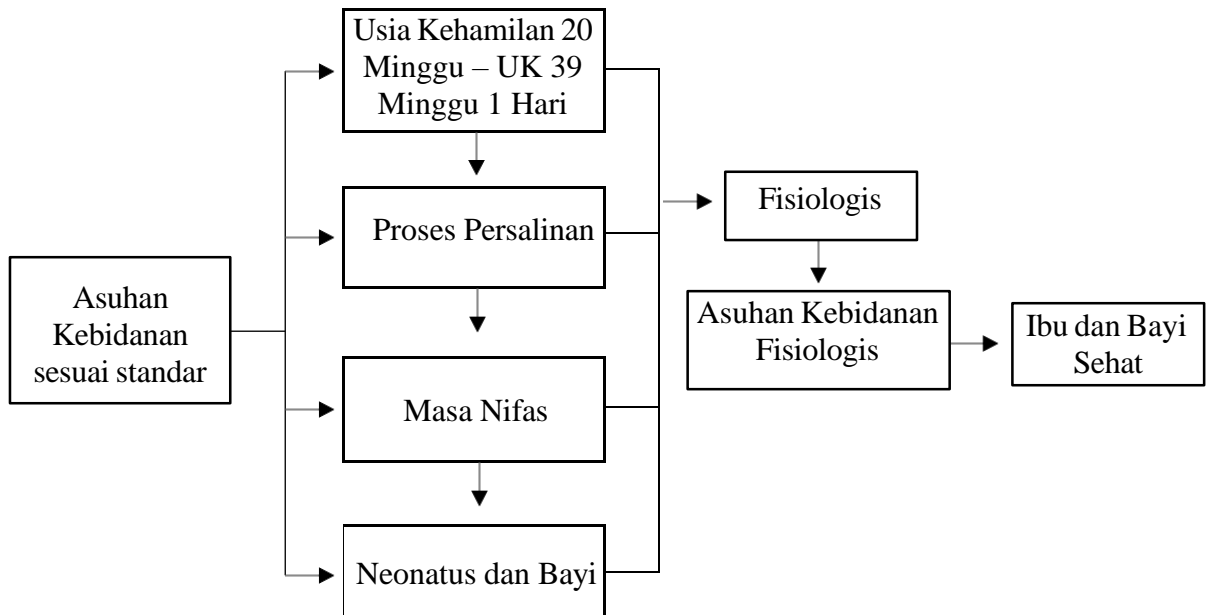 Usia Kehamilan 20
Minggu – UK 39
Minggu 1 Hari
Proses Persalinan
Masa Nifas
Neonatus dan Bayi
Asuhan
Kebidanan
sesuai standar
Fisiologis
Asuhan Kebidanan
Fisiologis
Ibu dan Bayi
Sehat